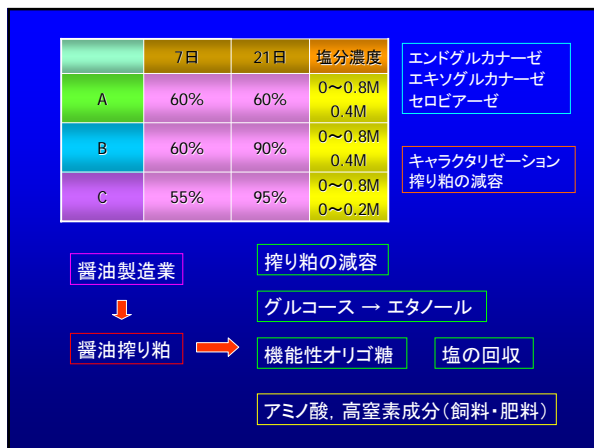 7日 21日 塩分濃度
A 60% 60% 0～0.8M
0.4M
B 60% 90% 0～0.8M
0.4M
C 55% 95% 0～0.8M
0～0.2M
エンドグルカナーゼ
エキソグルカナーゼ
セロビアーゼ
キャラクタリゼーション
搾り粕の減容
醤油製造業
醤油搾り粕
搾り粕の減容
グルコース → エタノール
機能性オリゴ糖
塩の回収
アミノ酸，高窒素成分（飼料・肥料）